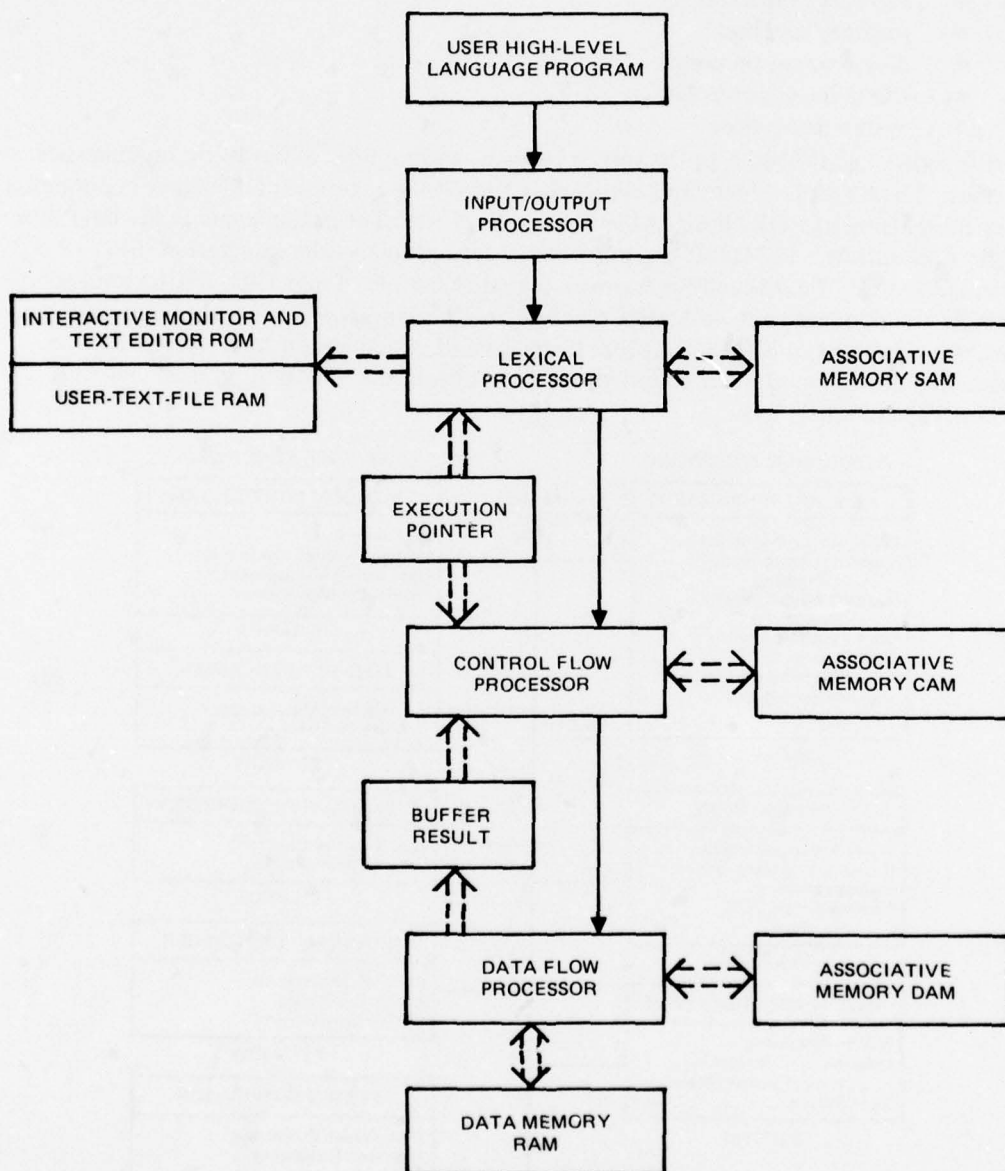 USER HIGH-LEVEL
LANGUAGE PROGRAM
INPUT/OUTPUT
PROCESSOR
INTERACTIVE MONITOR AND
TEXT EDITOR ROM
USER-TEXT-FILE RAM
LEXICAL
PROCESSOR
ASSOCIATIVE
MEMORY SAM
EXECUTION
POINTER
CONTROL FLOW
PROCESSOR
ASSOCIATIVE
MEMORY CAM
BUFFER
RESULT
DATA FLOW
PROCESSOR
ASSOCIATIVE
MEMORY DAM
DATA MEMORY
RAM